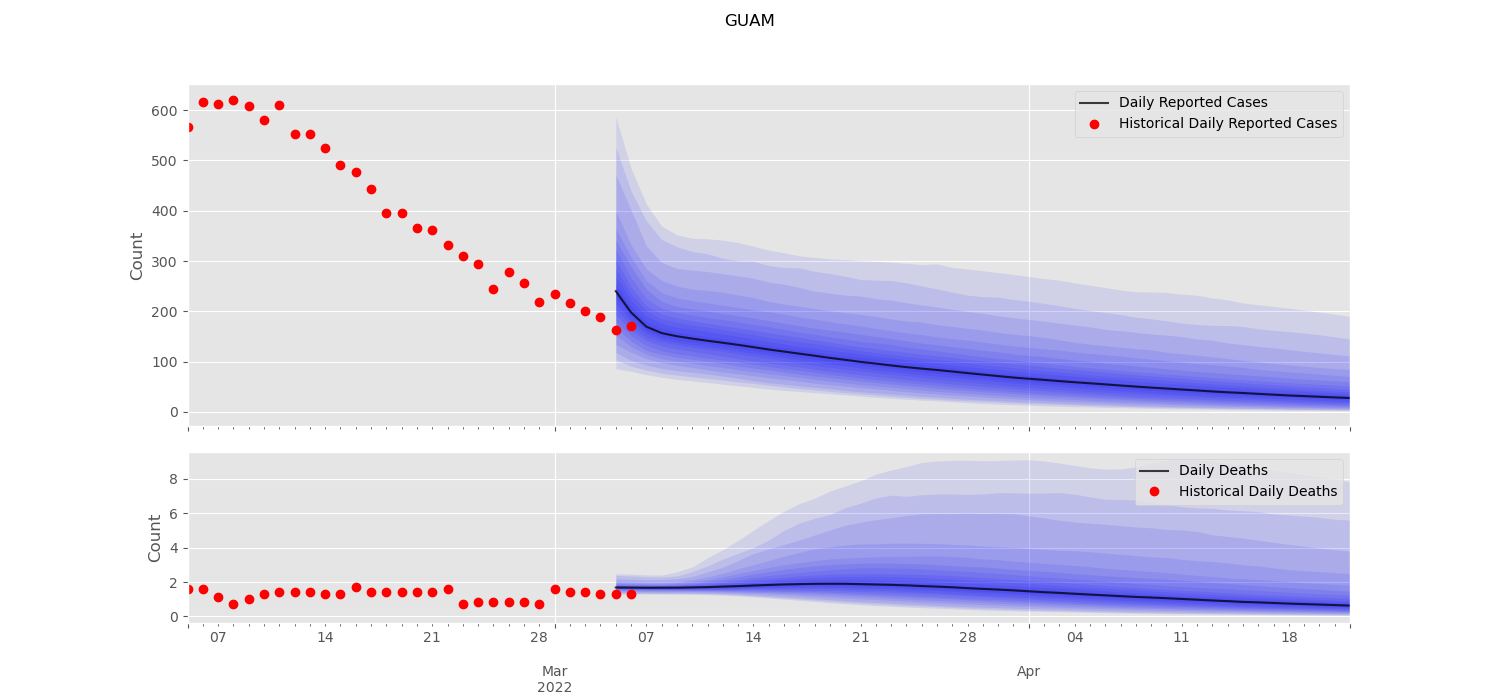 GUAM
600
500
400
300
200
100
0
Count
Daily Reported Cases
Historical Daily Reported Cases
8
6
4
2
0
Count
Daily Deaths
Historical Daily Deaths
07 14 21 28 07 14 21 28 04 11 18
Mar Apr
2022